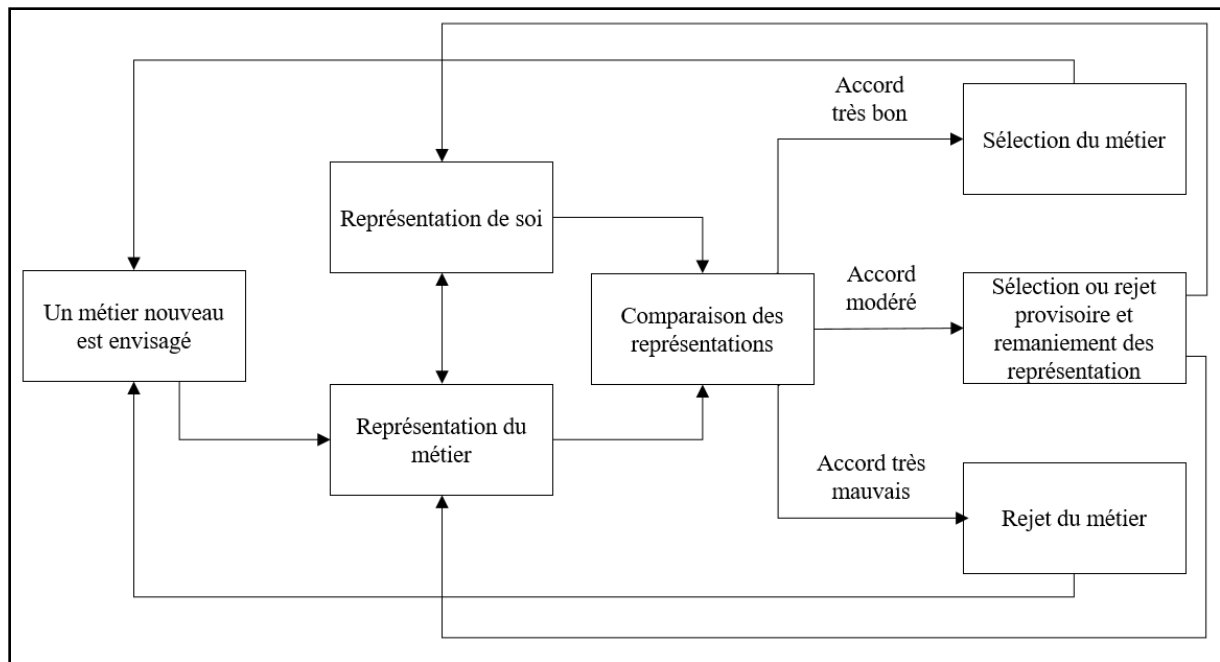 Un métier nouveau
est envisagé
Représentation de soi
Représentation du
métier
Comparaison des
représentations
Accord
très bon
Sélection du métier
Accord
modéré
Sélection ou rejet
provisoire et
remaniement des
représentation
Accord très
mauvais
Rejet du métier